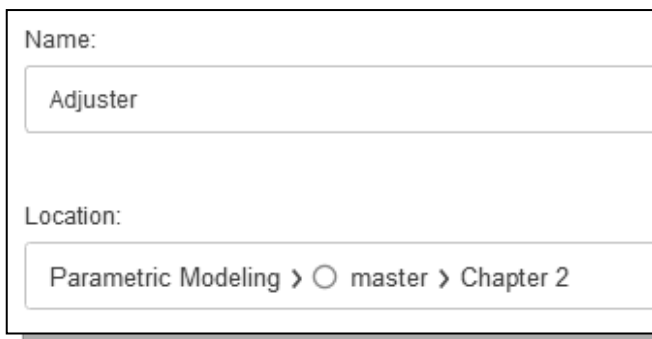 Name:
Adjuster
Location:
Parametric Modeling > master > Chapter 2